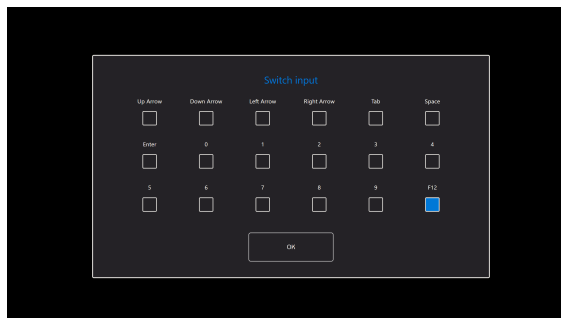 Switch input
Up Arrow Down Arrow Left Arrow Right Arrow Tab Space
Enter 0 1 2 3 4
5 6 7 8 9 F12
OK